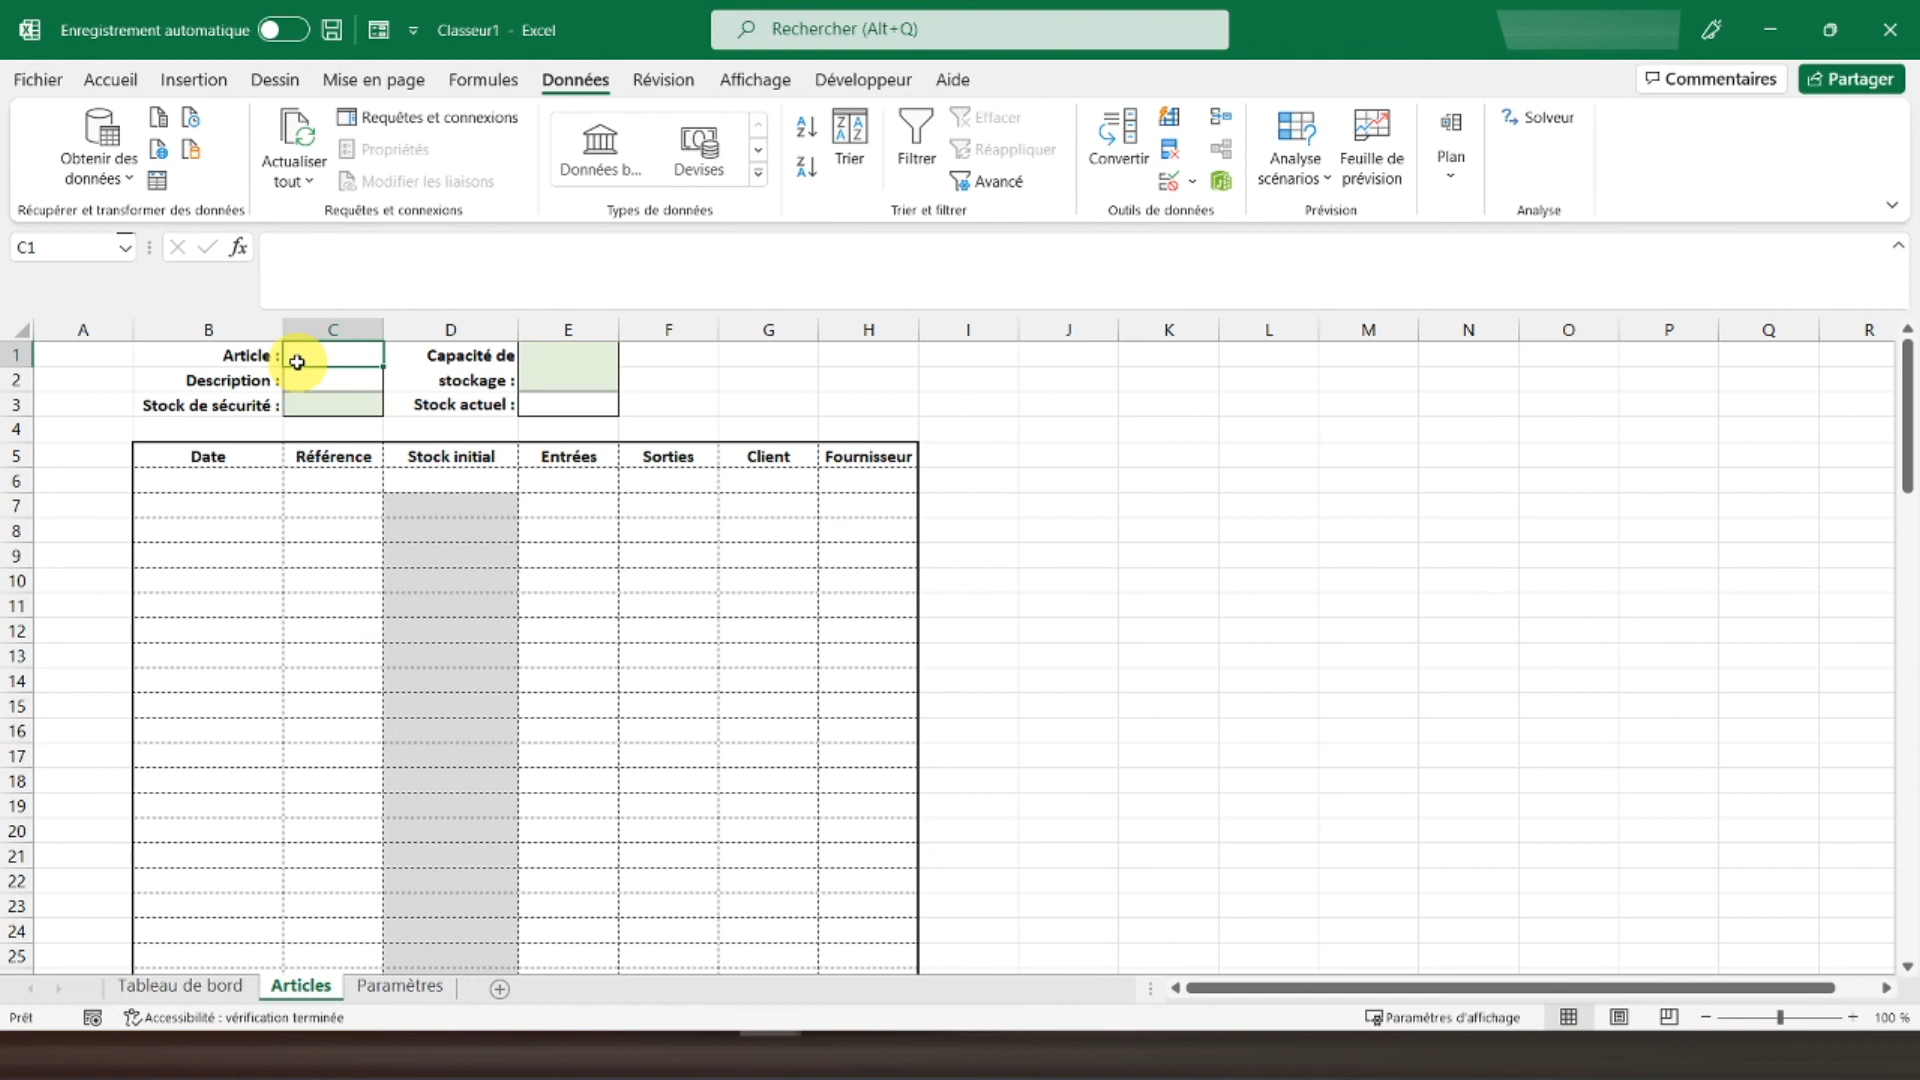 Enregistrement automatique Classeur1 - Excel Rechercher (Alt+Q)
Fichier Accueil Insertion Dessin Mise en page Formules Données Révision Affichage Développeur Aide Commentaires Partager
Obtenir des données
Récupérer et transformer des données
Actualiser tout
Requêtes et connexions
Propriétés
Modifier les liaisons
Requêtes et connexions
Données b... Devises
Types de données
Trier
Filtrer
Effacer
Réappliquer
Avancé
Trier et filtrer
Convertir
Outils de données
Analyse scénarios
Feuille de prévision
Prévision
Plan
Solveur
Analyse
C1 fx
A B C D E F G H I J K L M N O P Q R
1 Article : Capacité de
2 Description : stockage :
3 Stock de sécurité : Stock actuel :
4
5 Date Référence Stock initial Entrées Sorties Client Fournisseur
6
7
8
9
10
11
12
13
14
15
16
17
18
19
20
21
22
23
24
25
Tableau de bord Articles Paramètres
Prêt Accessibilité : vérification terminée Paramètres d'affichage 100 %